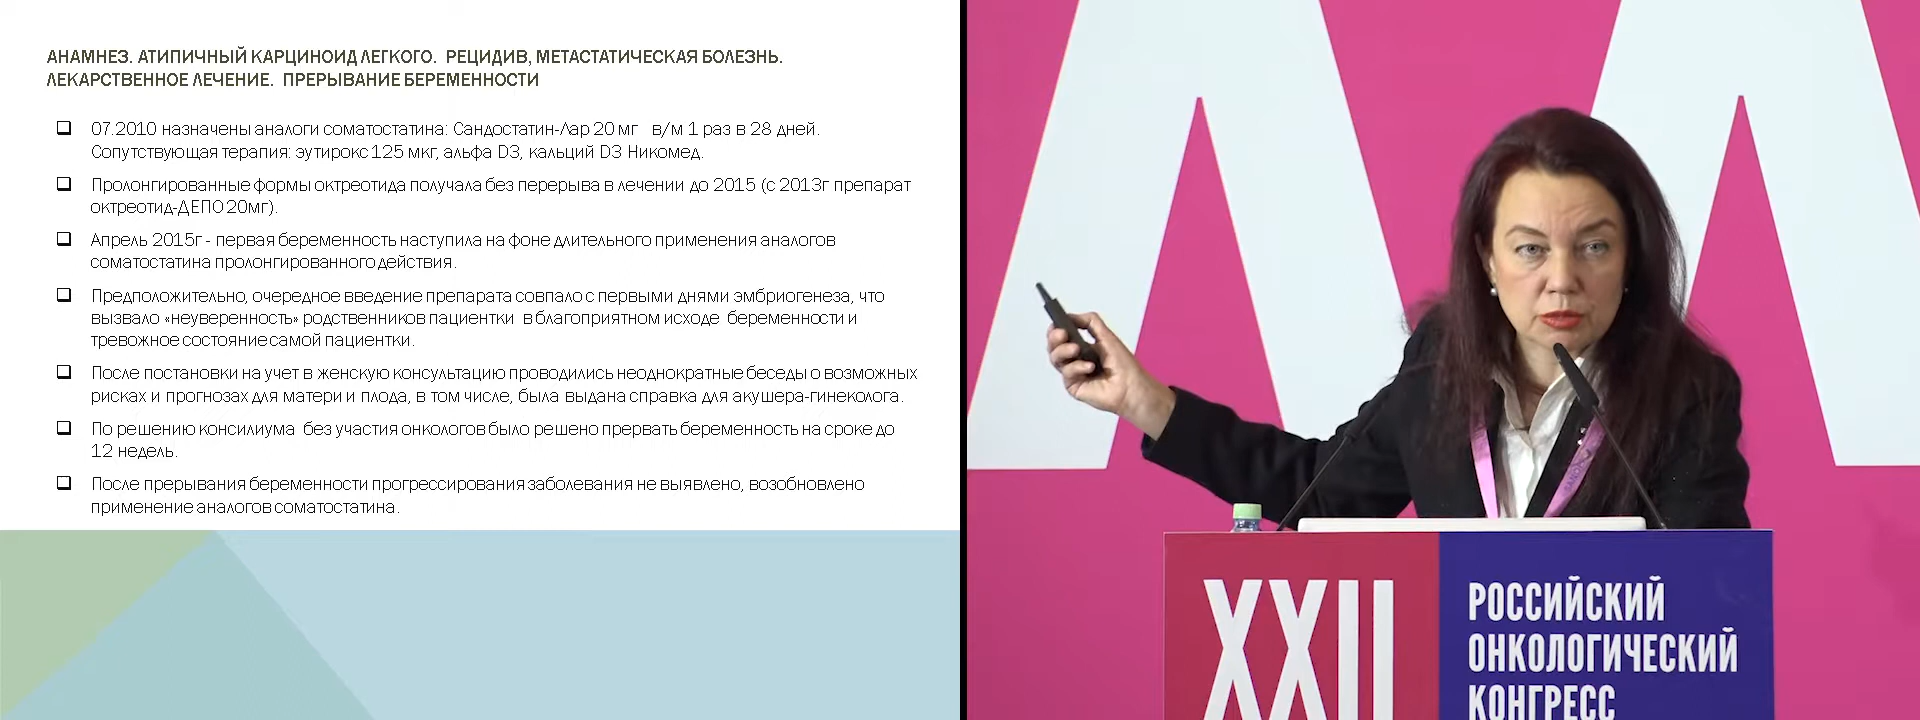 АНАМНЕЗ. АТИПИЧНЫЙ КАРЦИНОИД ЛЕГКОГО. РЕЦИДИВ, МЕТАСТАТИЧЕСКАЯ БОЛЕЗНЬ.
ЛЕКАРСТВЕННОЕ ЛЕЧЕНИЕ. ПРЕРЫВАНИЕ БЕРЕМЕННОСТИ
07.2010 назначены аналоги соматостатина: Сандостатин-Лар 20 мг в/м 1 раз в 28 дней.
Сопутствующая терапия: эутирокс 125 мкг, альфа D3, кальций D3 Никомед.
Пролонгированные формы октреотида получала без перерыва в лечении до 2015 (с 2013г препарат
октреотид-ДЕПО 20мг).
Апрель 2015г - первая беременность наступила на фоне длительного применения аналогов
соматостатина пролонгированного действия.
Предположительно, очередное введение препарата совпало с первыми днями эмбриогенеза, что
вызвало «неуверенность» родственников пациентки в благоприятном исходе беременности и
тревожное состояние самой пациентки.
После постановки на учет в женскую консультацию проводились неоднократные беседы о возможных
рисках и прогнозах для матери и плода, в том числе, была выдана справка для акушера-гинеколога.
По решению консилиума без участия онкологов было решено прервать беременность на сроке до
12 недель.
После прерывания беременности прогрессирования заболевания не выявлено, возобновлено
применение аналогов соматостатина.
XXII
РОССИЙСКИЙ
ОНКОЛОГИЧЕСКИЙ
КОНГРЕСС